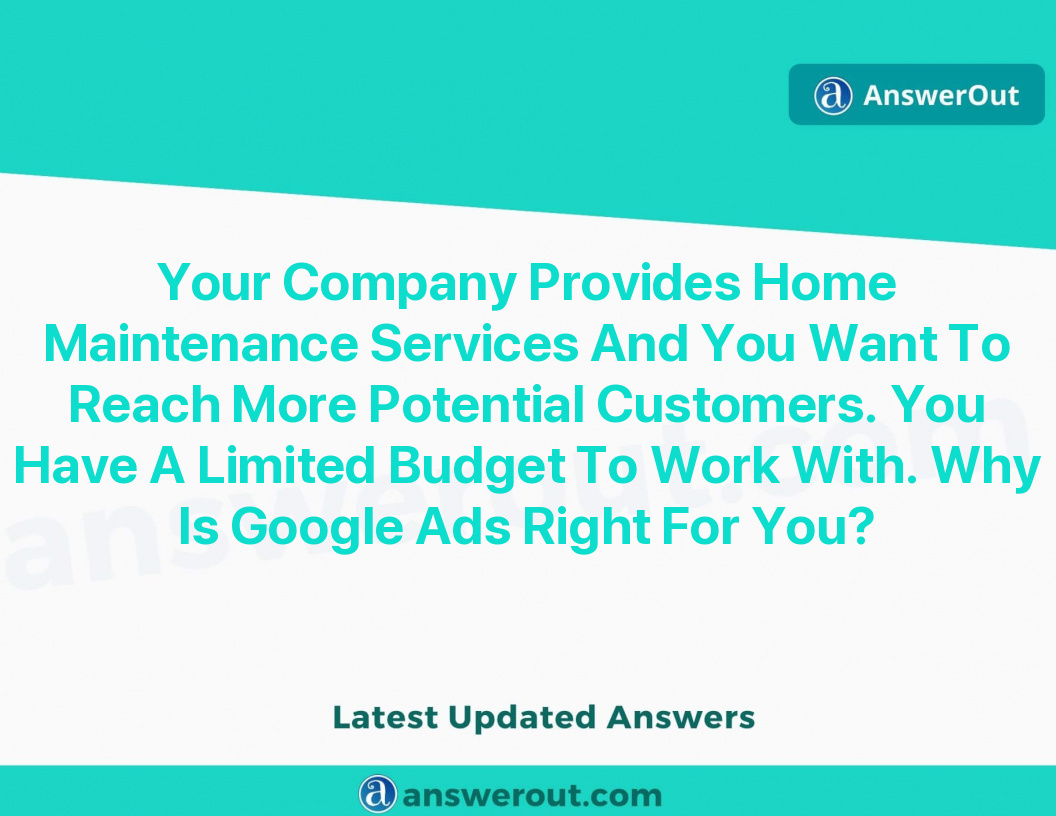 AnswerOut
Your Company Provides Home
Maintenance Services And You Want To
Reach More Potential Customers. You
Have A Limited Budget To Work With. Why
Is Google Ads Right For You?
answerout.com
Latest Updated Answers
answerout.com